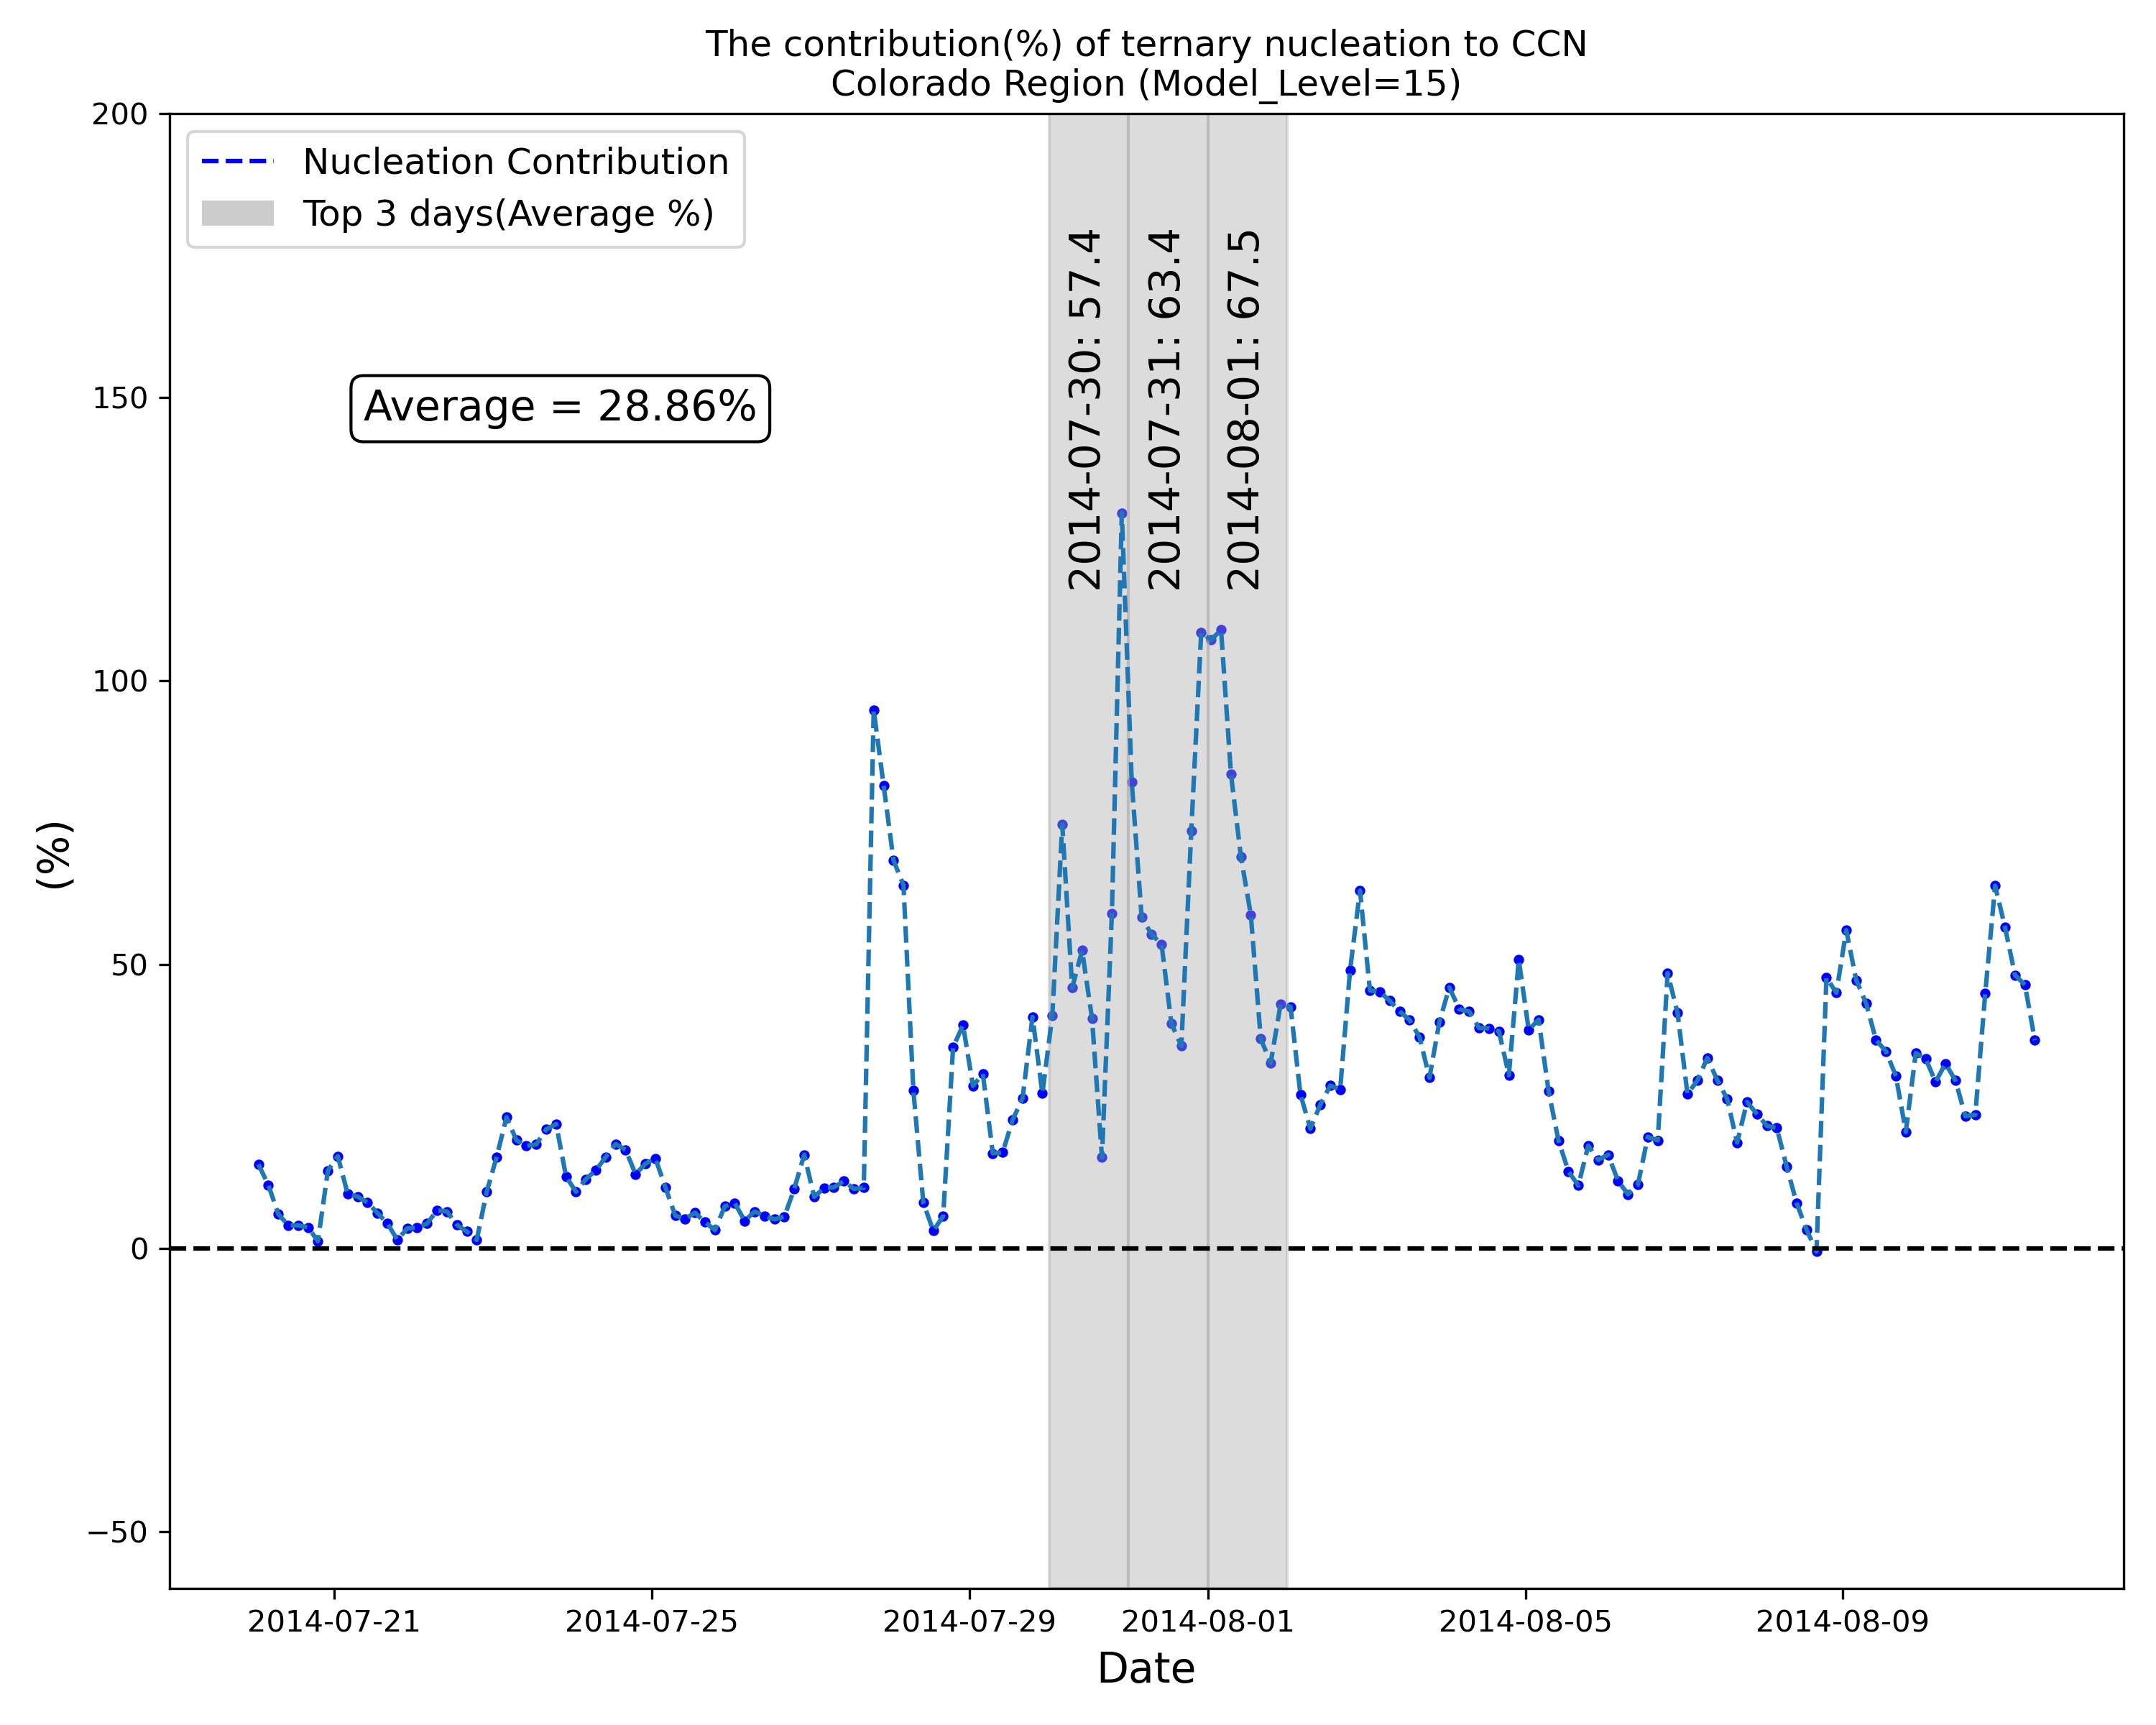 The contribution(%) of ternary nucleation to CCN
Colorado Region (Model_Level=15)
200
150
100
50
0
−50
(%)
Nucleation Contribution
Top 3 days(Average %)
Average = 28.86%
2014-07-30: 57.4
2014-07-31: 63.4
2014-08-01: 67.5
2014-07-21
2014-07-25
2014-07-29
2014-08-01
2014-08-05
2014-08-09
Date